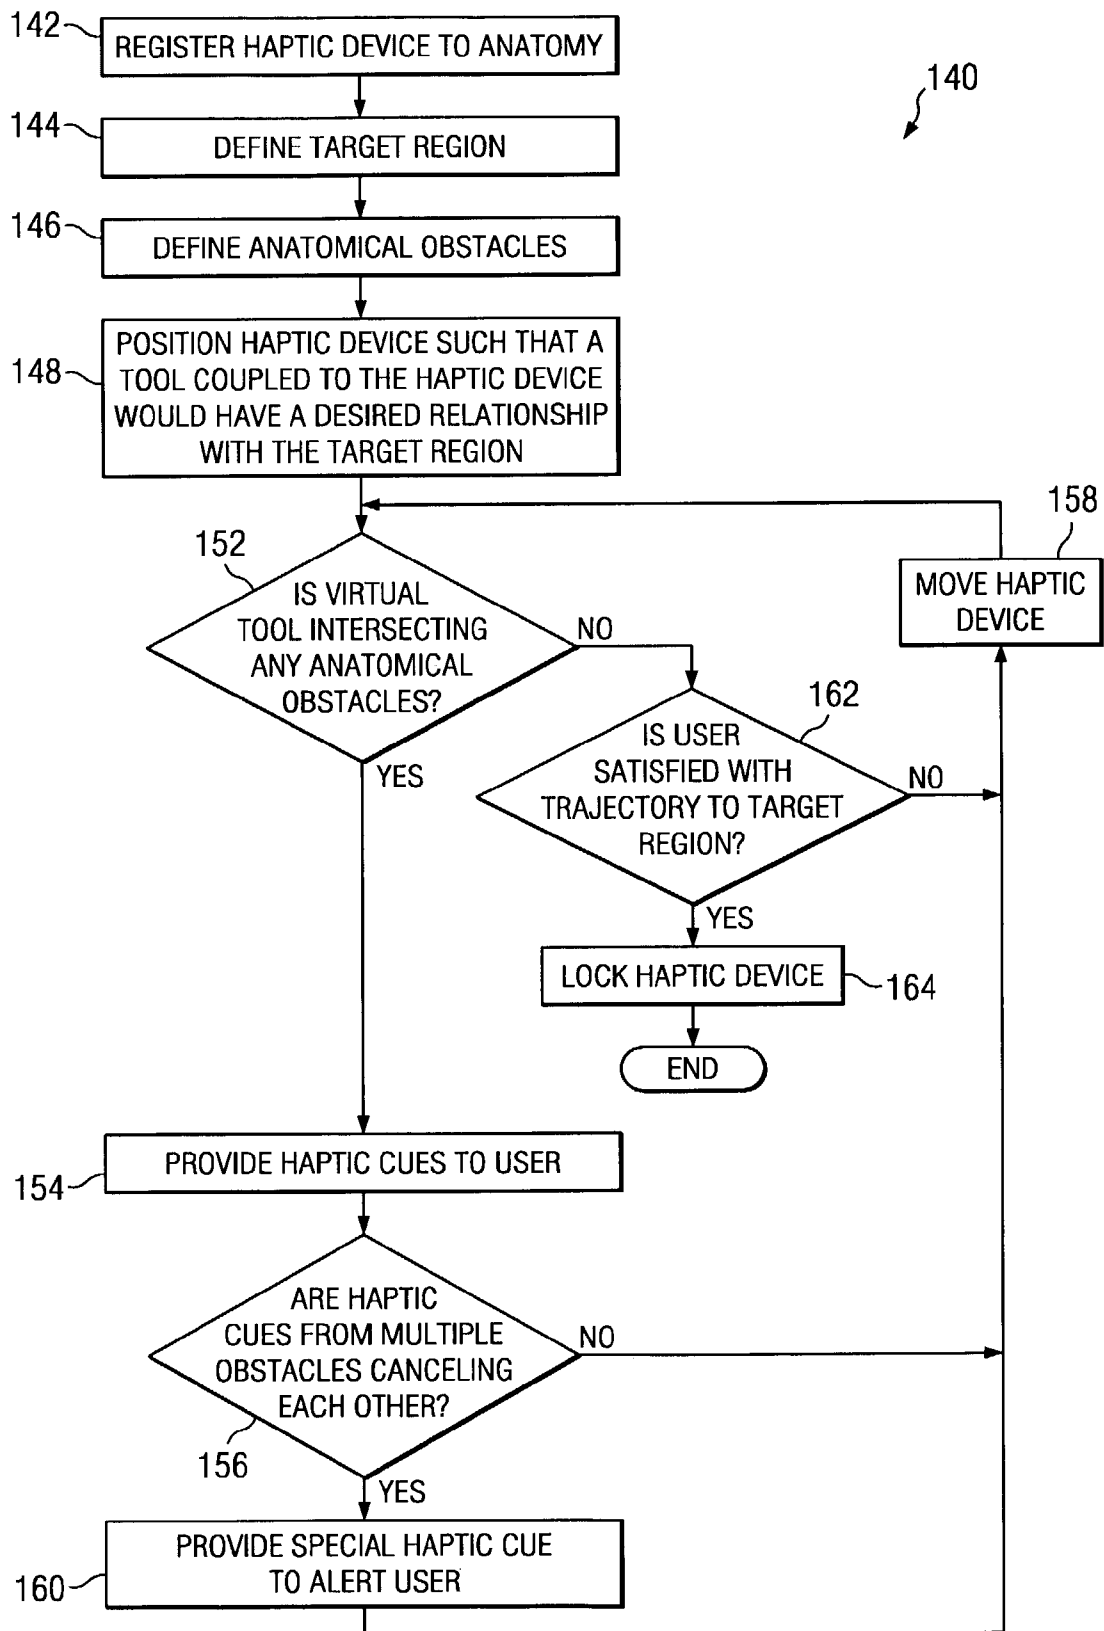 142
REGISTER HAPTIC DEVICE TO ANATOMY
140
144
DEFINE TARGET REGION
146
DEFINE ANATOMICAL OBSTACLES
148
POSITION HAPTIC DEVICE SUCH THAT A
TOOL COUPLED TO THE HAPTIC DEVICE
WOULD HAVE A DESIRED RELATIONSHIP
WITH THE TARGET REGION
158
MOVE HAPTIC
DEVICE
152
IS VIRTUAL
TOOL INTERSECTING
ANY ANATOMICAL
OBSTACLES?
NO
YES
162
IS USER
SATISFIED WITH
TRAJECTORY TO TARGET
REGION?
NO
YES
LOCK HAPTIC DEVICE
164
END
PROVIDE HAPTIC CUES TO USER
154
ARE HAPTIC
CUES FROM MULTIPLE
OBSTACLES CANCELING
EACH OTHER?
NO
156
YES
PROVIDE SPECIAL HAPTIC CUE
TO ALERT USER
160